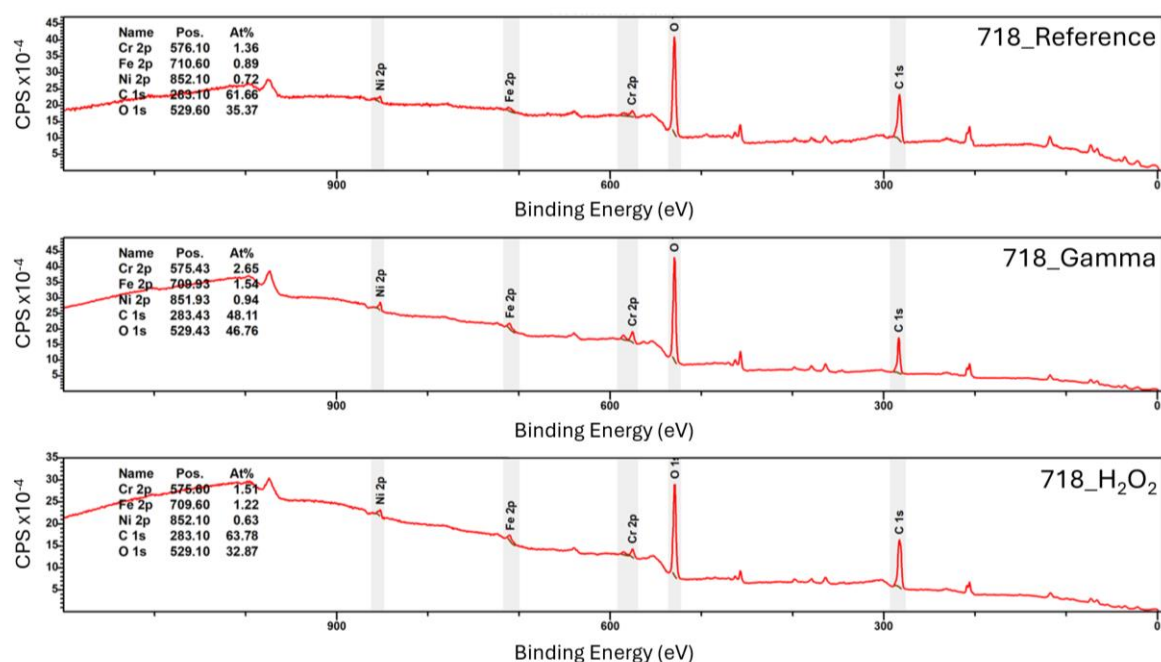 718_Reference
CPS x10-4
45
40
35
30
25
20
15
10
5
Name Pos. At%
Cr 2p 576.10 1.36
Fe 2p 710.60 0.89
Ni 2p 852.10 0.72
C 1s 283.10 61.66
O 1s 529.60 35.37
Ni 2p
Fe 2p
Cr 2p
O
C 1s
900 600 300 0
Binding Energy (eV)
718_Gamma
CPS x10-4
45
40
35
30
25
20
15
10
5
Name Pos. At%
Cr 2p 575.43 2.65
Fe 2p 709.93 1.54
Ni 2p 851.93 0.94
C 1s 283.43 48.11
O 1s 529.43 46.76
Ni 2p
Fe 2p
Cr 2p
O
C 1s
900 600 300 0
Binding Energy (eV)
718_H₂O₂
CPS x10-4
35
30
25
20
15
10
5
Name Pos. At%
Cr 2p 575.60 1.51
Fe 2p 709.60 1.22
Ni 2p 852.10 0.63
C 1s 283.10 63.78
O 1s 529.10 32.87
Ni 2p
Fe 2p
Cr 2p
O 1s
C 1s
900 600 300 0
Binding Energy (eV)